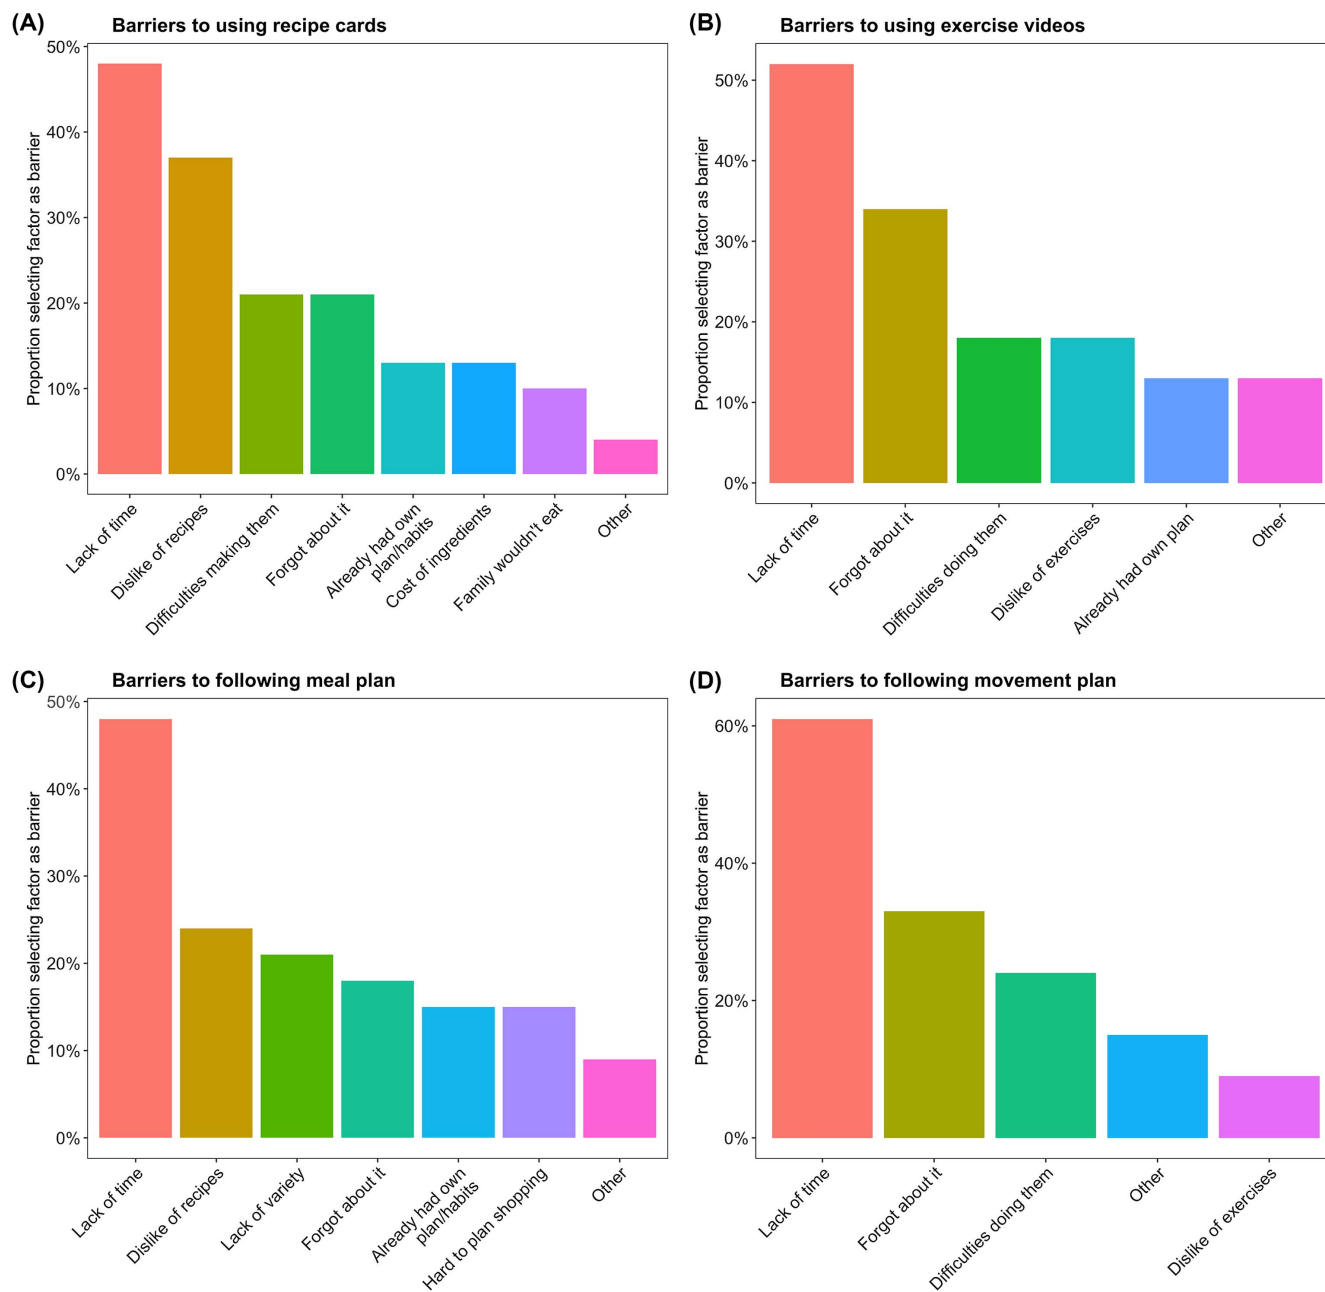 (A)
Barriers to using recipe cards
Proportion selecting factor as barrier
50%
40%
30%
20%
10%
0%
Lack of time
Dislike of recipes
Difficulties making them
Forgot about it
Already had own
plan/habits
Cost of ingredients
Family wouldn't eat
Other
(B)
Barriers to using exercise videos
Proportion selecting factor as barrier
50%
40%
30%
20%
10%
0%
Lack of time
Forgot about it
Difficulties doing them
Dislike of exercises
Already had own plan
Other
(C)
Barriers to following meal plan
Proportion selecting factor as barrier
50%
40%
30%
20%
10%
0%
Lack of time
Dislike of recipes
Lack of variety
Forgot about it
Already had own
plan/habits
Hard to plan shopping
Other
(D)
Barriers to following movement plan
Proportion selecting factor as barrier
60%
40%
20%
0%
Lack of time
Forgot about it
Difficulties doing them
Other
Dislike of exercises